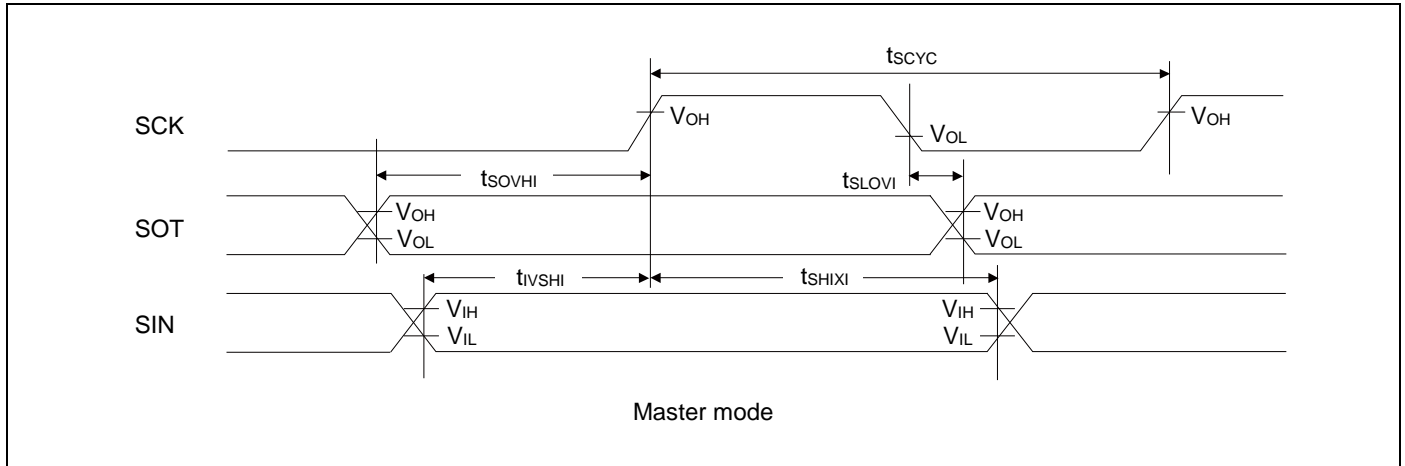 tSCYC
SCK
VOH
VOL
VOH
tSOVHI
tSLOVI
SOT
VOH
VOL
VOH
VOL
tIVSHI
tSHIXI
SIN
VIH
VIL
VIH
VIL
Master mode